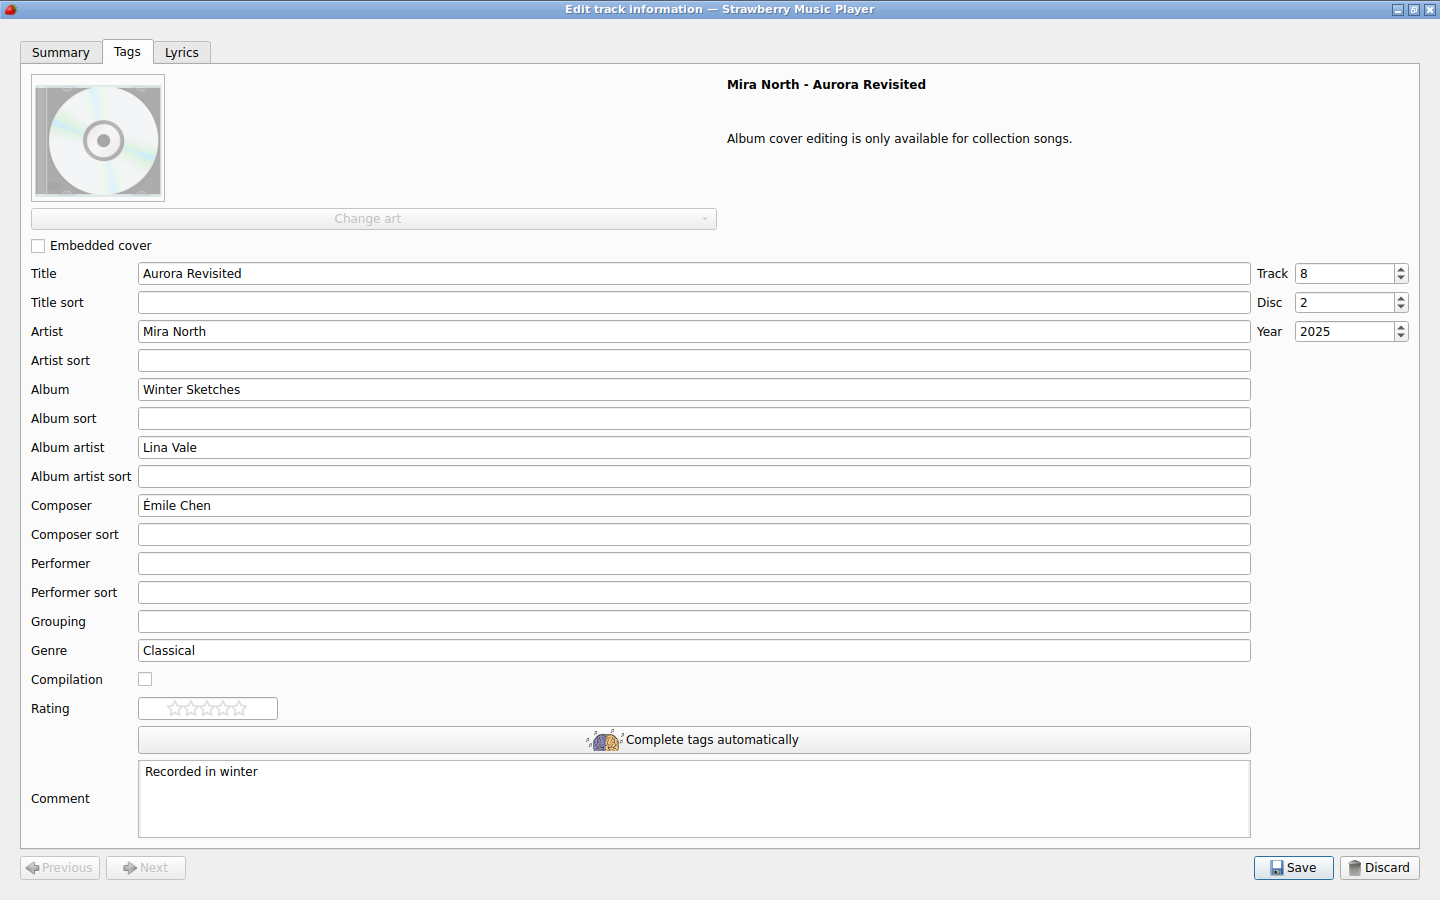 Edit track information — Strawberry Music Player
Summary
Tags
Lyrics
Mira North - Aurora Revisited
Album cover editing is only available for collection songs.
Change art
Embedded cover
Title
Aurora Revisited
Track
8
Title sort
Disc
2
Artist
Mira North
Year
2025
Artist sort
Album
Winter Sketches
Album sort
Album artist
Lina Vale
Album artist sort
Composer
Émile Chen
Composer sort
Performer
Performer sort
Grouping
Genre
Classical
Compilation
Rating
Complete tags automatically
Comment
Recorded in winter
Previous
Next
Save
Discard